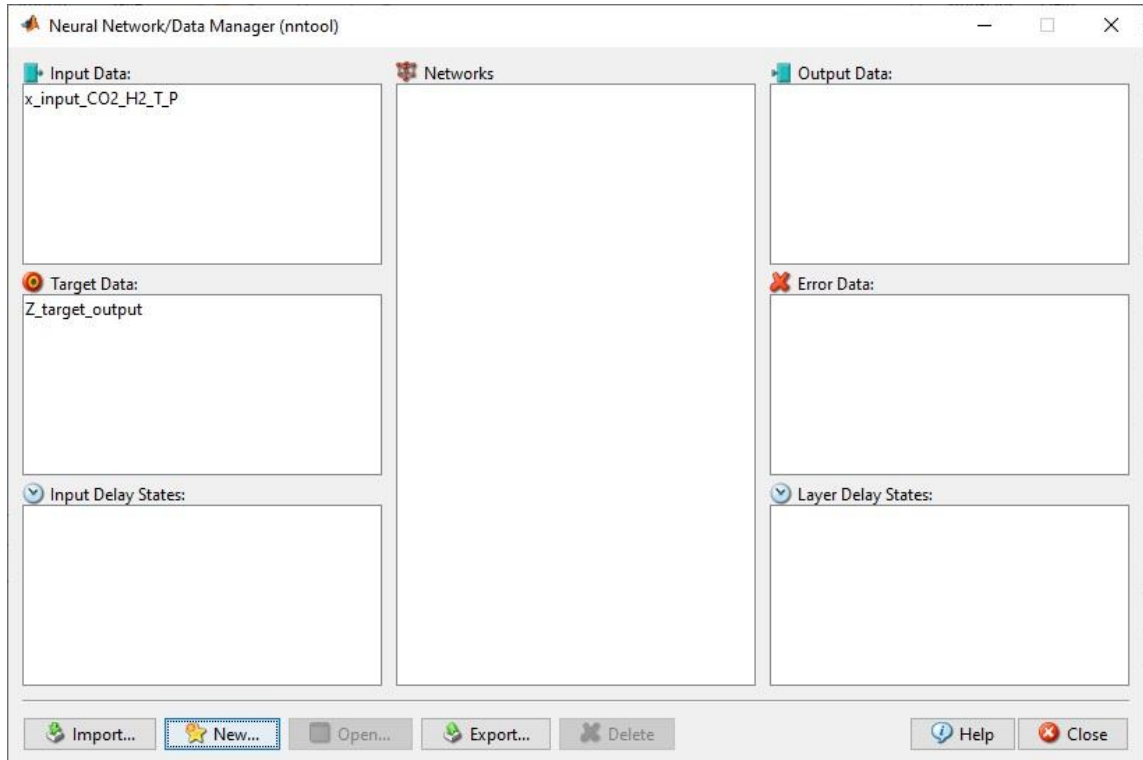 Neural Network/Data Manager (nntool)
Input Data:
x_input_CO2_H2_T_P
Networks
Output Data:
Target Data:
Z_target_output
Error Data:
Input Delay States:
Layer Delay States:
Import...
New...
Open...
Export...
Delete
Help
Close